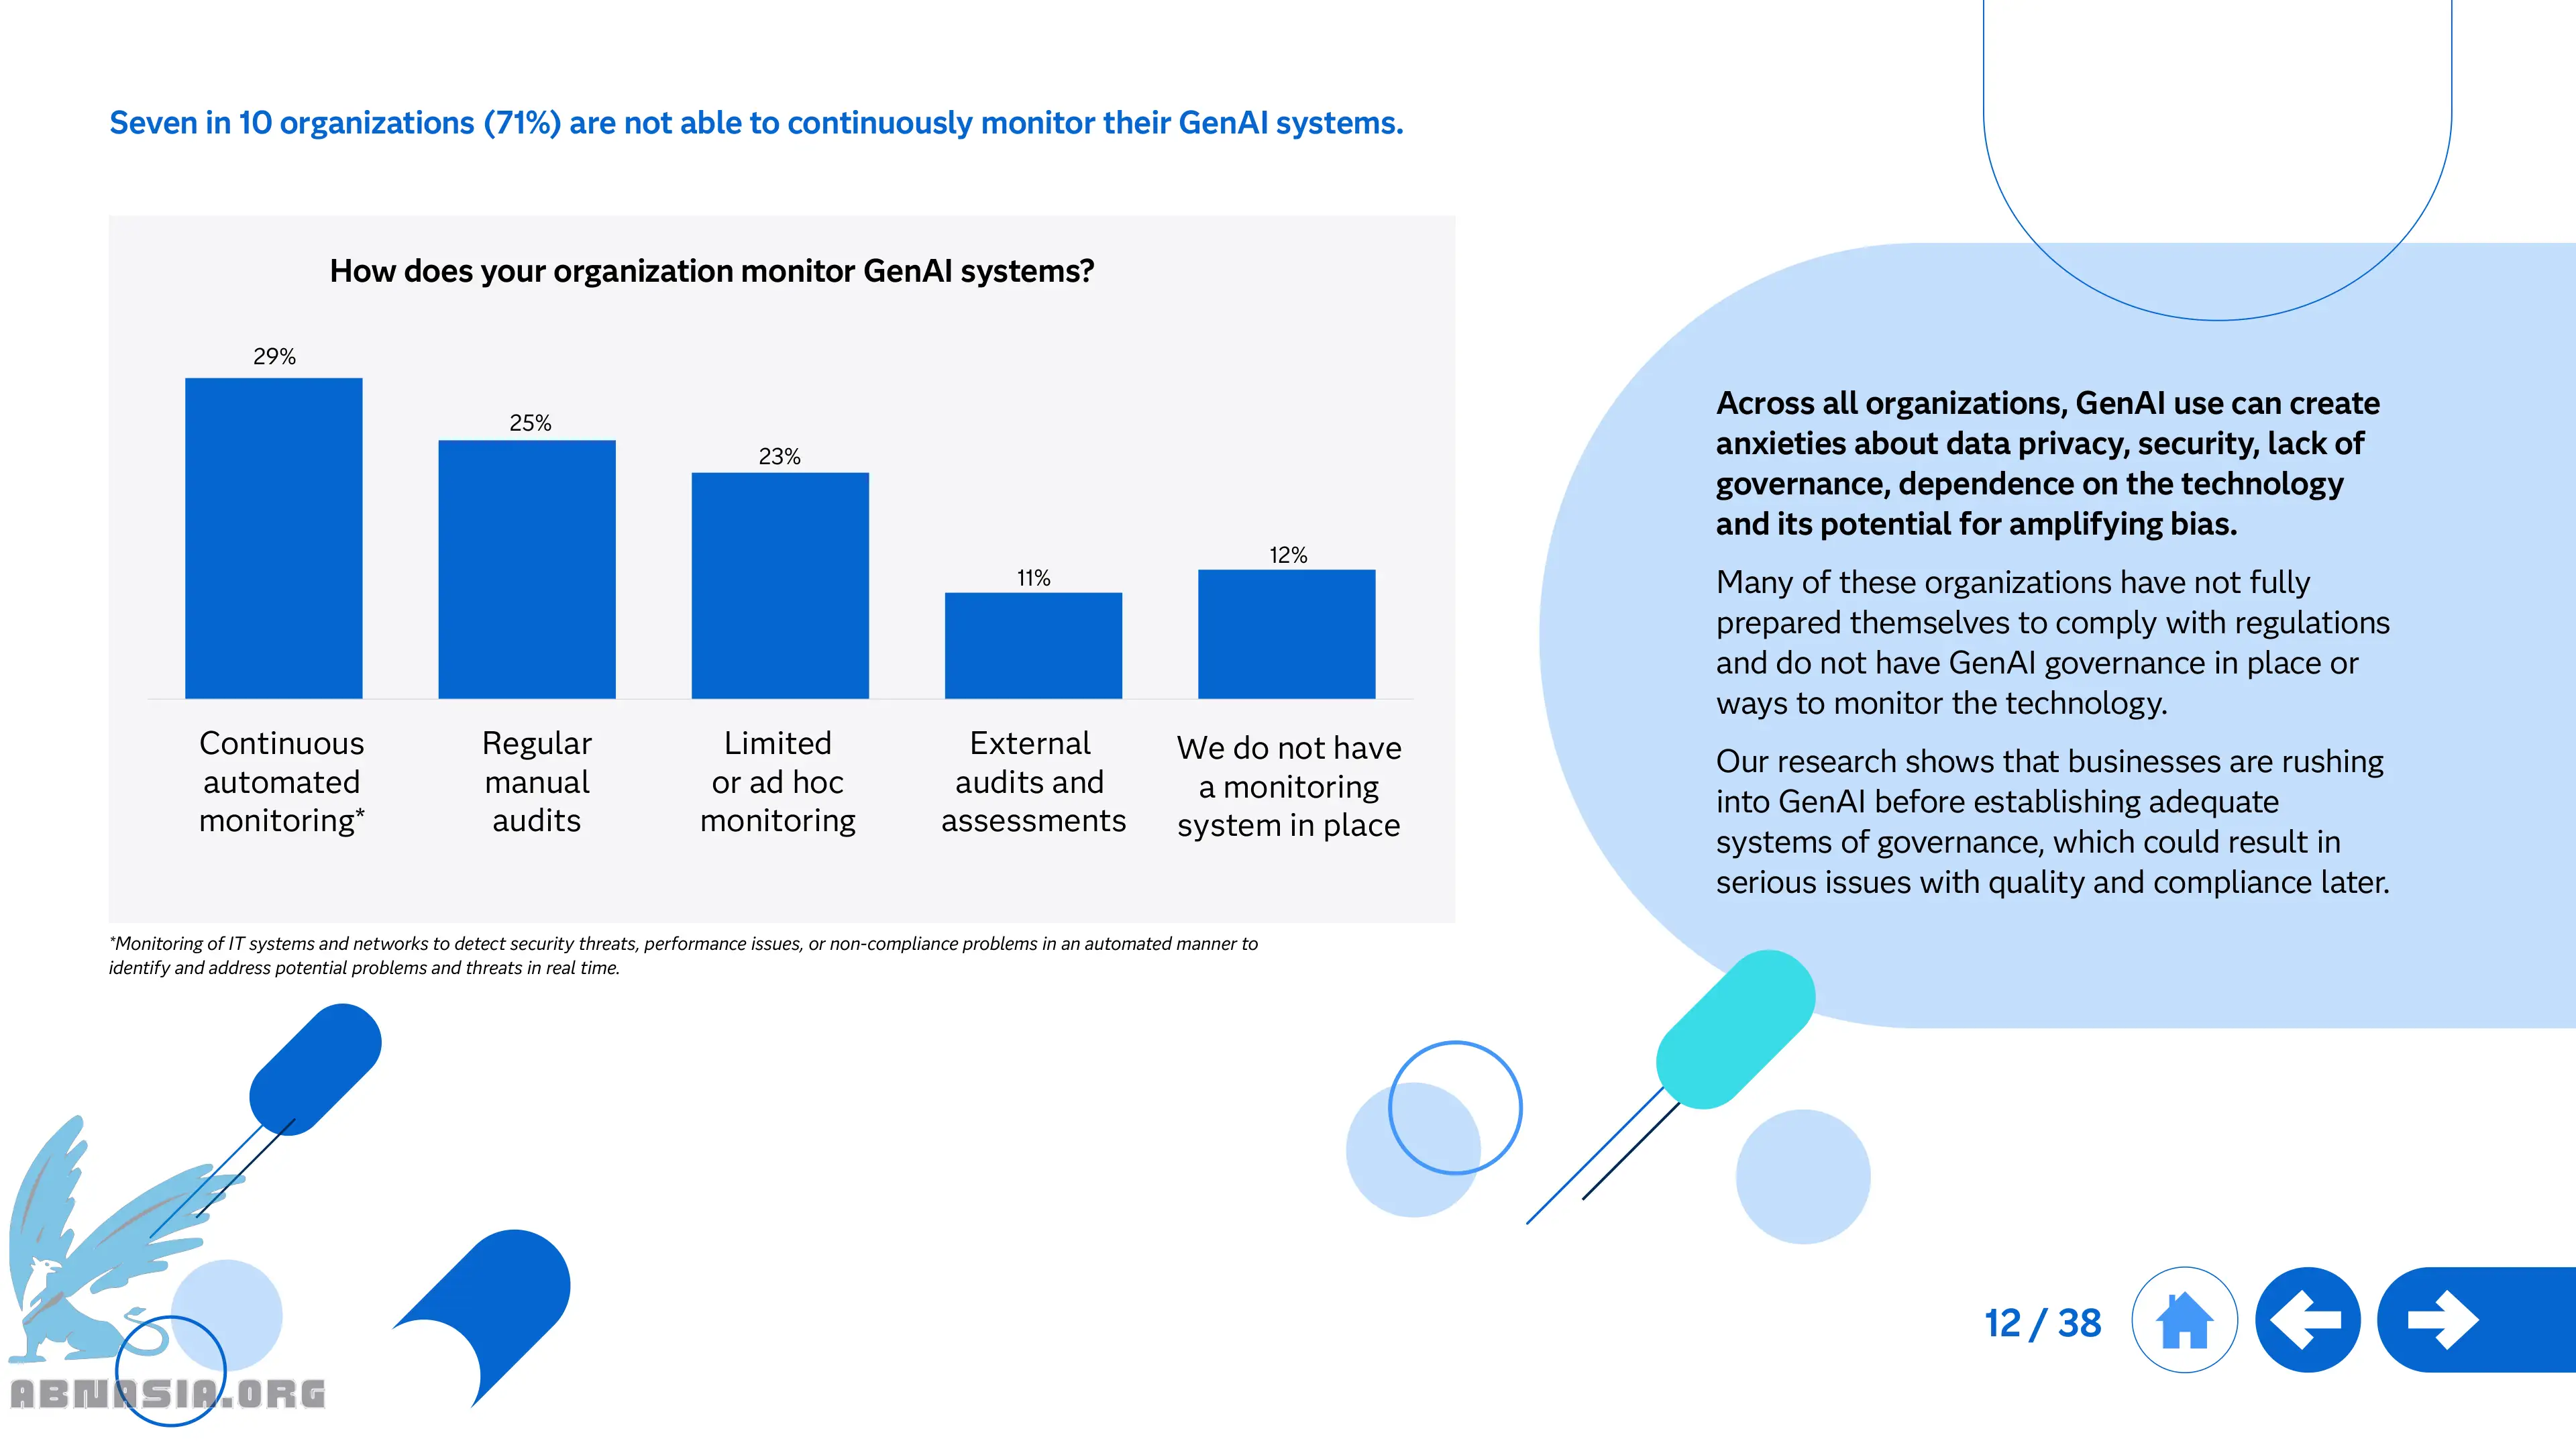 Seven in 10 organizations (71%) are not able to continuously monitor their GenAI systems.
How does your organization monitor GenAI systems?
29%
25%
23%
11%
12%
Continuous
automated
monitoring*
Regular
manual
audits
Limited
or ad hoc
monitoring
External
audits and
assessments
We do not have
a monitoring
system in place
*Monitoring of IT systems and networks to detect security threats, performance issues, or non-compliance problems in an automated manner to
identify and address potential problems and threats in real time.
Across all organizations, GenAI use can create
anxieties about data privacy, security, lack of
governance, dependence on the technology
and its potential for amplifying bias.
Many of these organizations have not fully
prepared themselves to comply with regulations
and do not have GenAI governance in place or
ways to monitor the technology.
Our research shows that businesses are rushing
into GenAI before establishing adequate
systems of governance, which could result in
serious issues with quality and compliance later.
12 / 38
ABNASIA.ORG